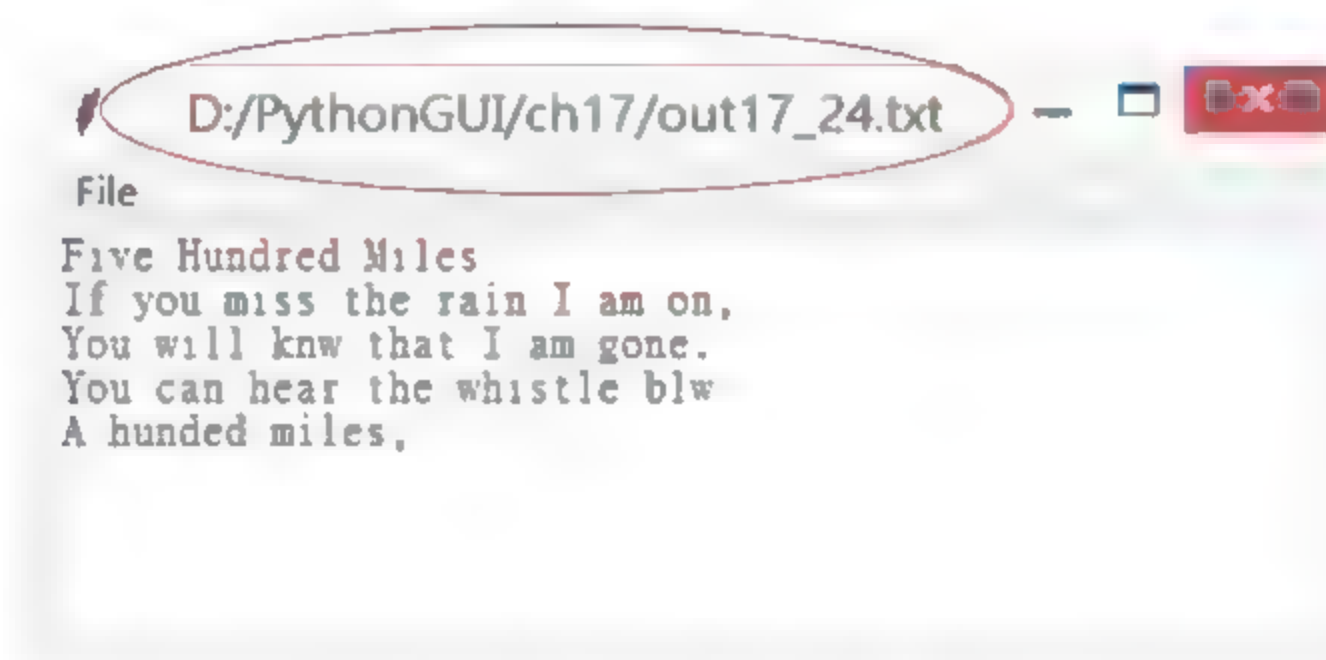 D:/PythonGUI/ch17/out17_24.txt
File
Five Hundred Miles
If you miss the rain I am on,
You will knw that I am gone.
You can hear the whistle blw
A hunded miles,